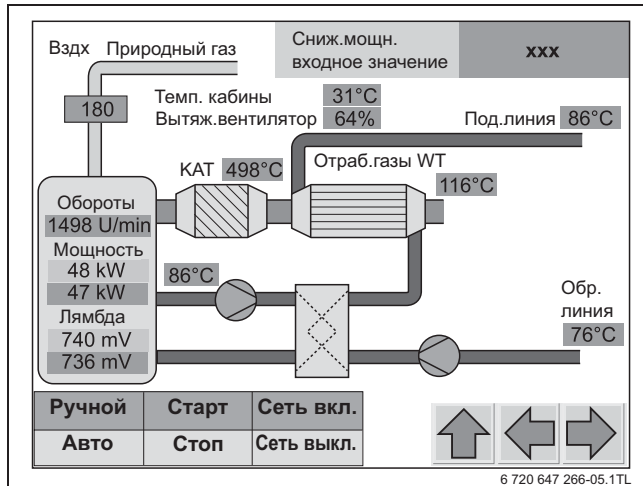 Вздх Природный газ
Сниж.мощн.
входное значение
xxx
180
Темп. кабины 31°C
Вытяж.вентилятор 64%
Под.линия 86°C
КАТ 498°C
Отраб.газы WT
116°C
Обороты
1498 U/min
Мощность
48 kW
47 kW
Лямбда
740 mV
736 mV
86°C
Обр.
линия
76°C
Ручной Старт Сеть вкл.
Авто Стоп Сеть выкл.
6 720 647 266-05.1TL